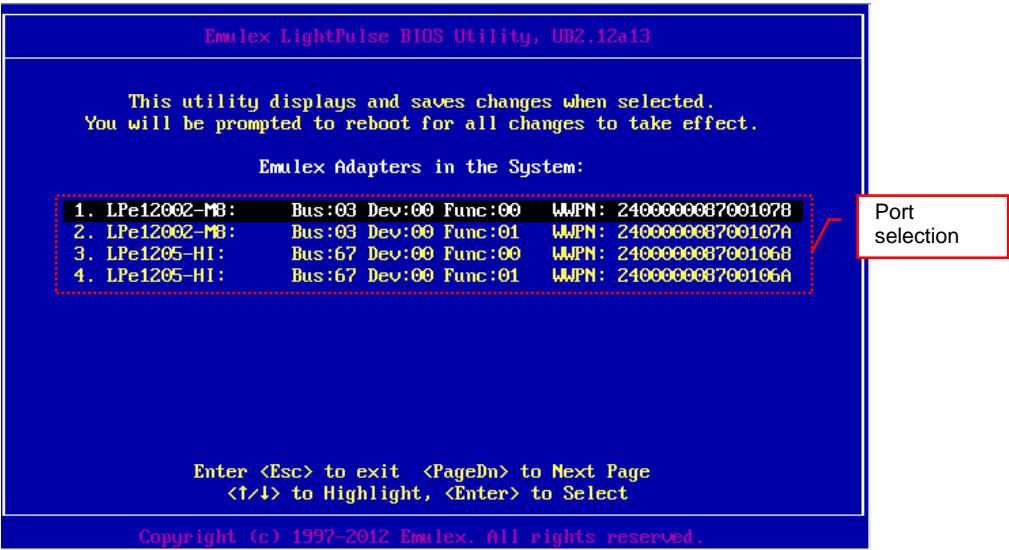 Emulex LightPulse BIOS Utility, UB2.12a13
This utility displays and saves changes when selected.
You will be prompted to reboot for all changes to take effect.
Emulex Adapters in the System:
1. LPe12002-M8: Bus:03 Dev:00 Func:00 WWPN: 2400000087001078
2. LPe12002-M8: Bus:03 Dev:00 Func:01 WWPN: 240000008700107A
3. LPe1205-HI: Bus:67 Dev:00 Func:00 WWPN: 2400000087001068
4. LPe1205-HI: Bus:67 Dev:00 Func:01 WWPN: 240000008700106A
Port
selection
Enter <Esc> to exit <PageDn> to Next Page
<↑/↓> to Highlight, <Enter> to Select
Copyright (c) 1997-2012 Emulex. All rights reserved.